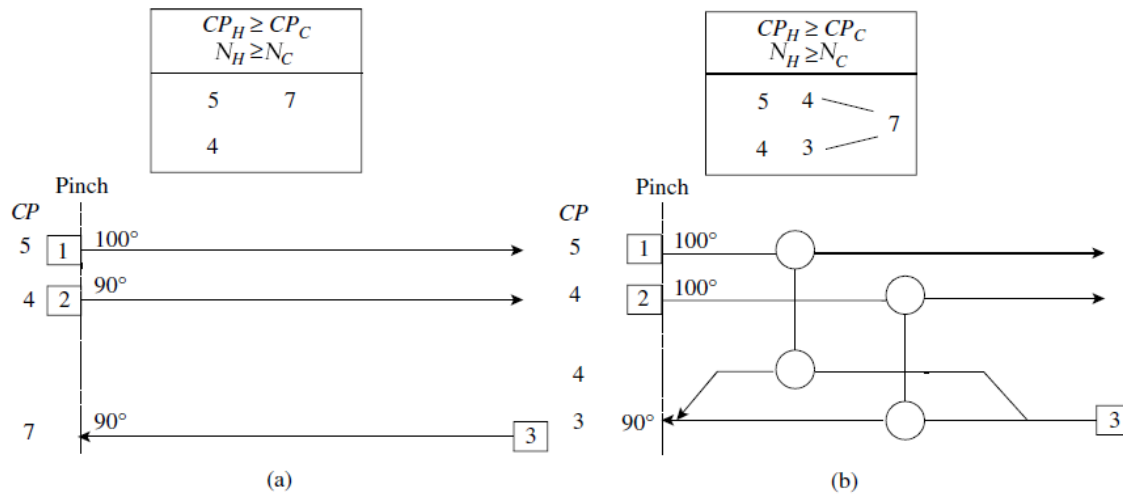 CP_H ≥ CP_C
N_H ≥ N_C
5 7
4
Pinch
CP
5 1 100°
4 2 90°
7 90° 3
(a)
CP_H ≥ CP_C
N_H ≥ N_C
5 4
7
4 3
Pinch
CP
5 1 100°
4 2 100°
4
3 90° 3
(b)